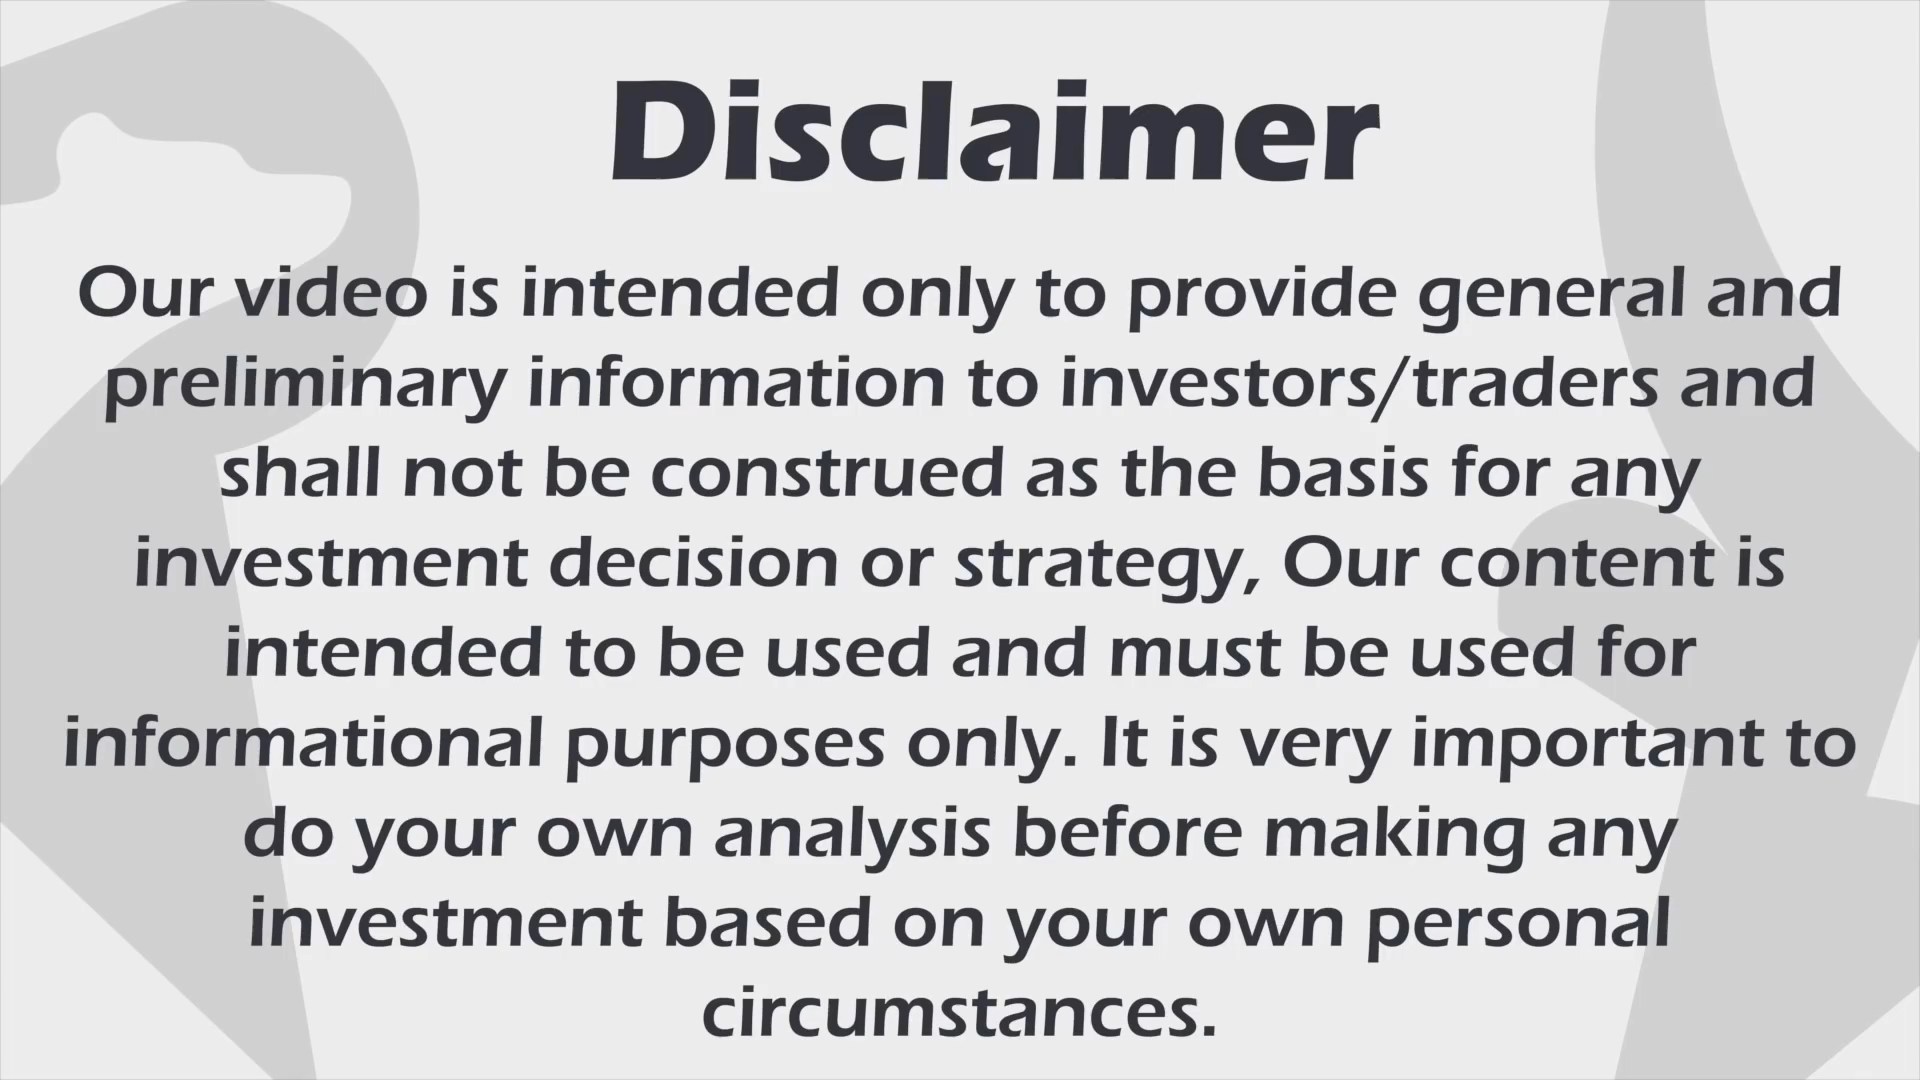 Disclaimer
Our video is intended only to provide general and
preliminary information to investors/traders and
shall not be construed as the basis for any
investment decision or strategy, Our content is
intended to be used and must be used for
informational purposes only. It is very important to
do your own analysis before making any
investment based on your own personal
circumstances.